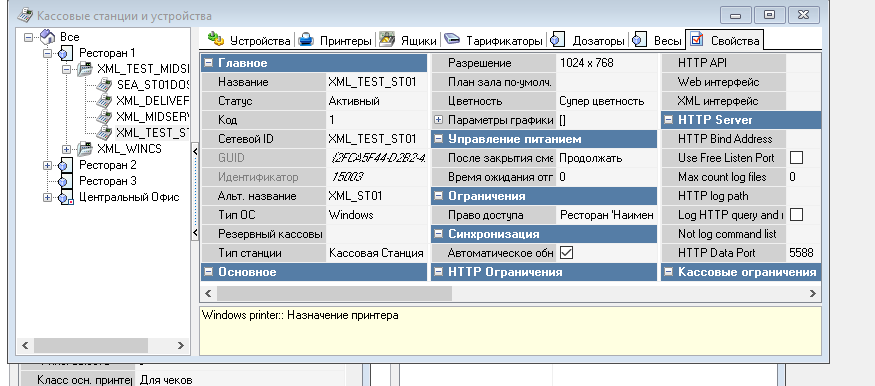 Кассовые станции и устройства
Все
Ресторан 1
XML_TEST_MIDSI
SEA_ST01DOS
XML_DELIVEF
XML_MIDSERV
XML_TEST_ST
XML_WINCS
Ресторан 2
Ресторан 3
Центральный Офис
Устройства Принтеры Ящики Тарификаторы Дозаторы Весы Свойства
Главное
Название XML_TEST_ST01
Статус Активный
Код 1
Сетевой ID XML_TEST_ST01
GUID {2FCA5F44-D2B2-4.
Идентификатор 15003
Альт. название XML_ST01
Тип ОС Windows
Резервный кассовы
Тип станции Кассовая Станция
Основное
Разрешение 1024 x 768
План зала по-умолч.
Цветность Супер цветность
Параметры графики []
Управление питанием
После закрытия сме Продолжать
Время ожидания отг 0
Ограничения
Право доступа Ресторан 'Наимен
Синхронизация
Автоматическое обн
HTTP Ограничения
HTTP API
Web интерфейс
XML интерфейс
HTTP Server
HTTP Bind Address
Use Free Listen Port
Max count log files 0
HTTP log path
Log HTTP query and r
Not log command list
HTTP Data Port 5588
Кассовые ограничения
Windows printer:: Назначение принтера
Класс осн. принтер Для чеков